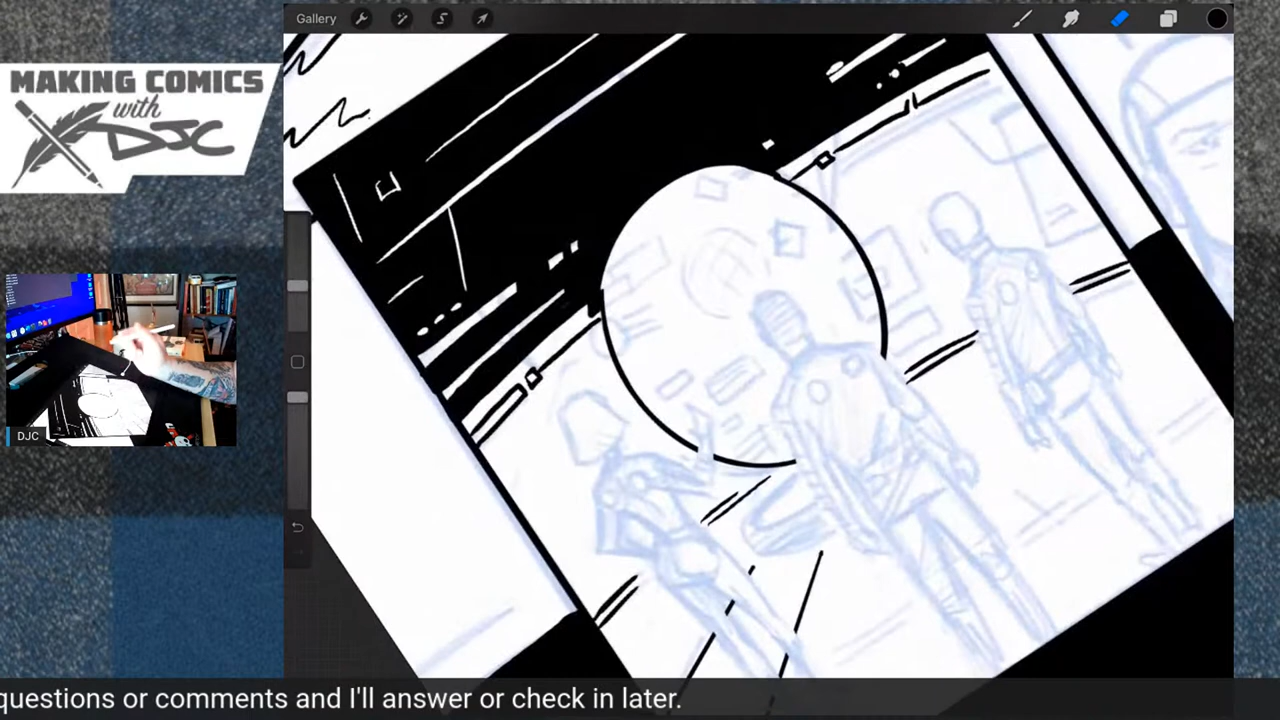 Gallery
MAKING COMICS
with
DJC
DJC
questions or comments and I'll answer or check in later.